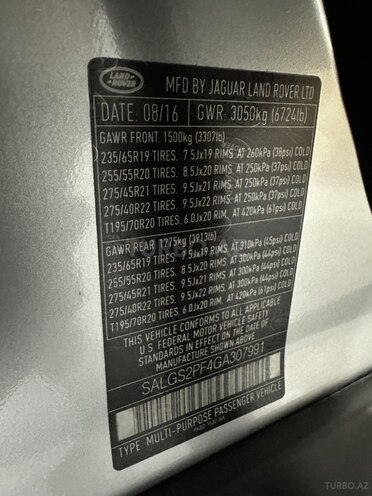 LAND ROVER
MFD BY JAGUAR LAND ROVER LTD
DATE: 08/16 GWR: 3050kg (6724lb)
GAWR FRONT 1500kg (3307lb)
235/65R19 TIRES. 7.5Jx19 RIMS. AT 260kPa (38psi) COLD
255/55R20 TIRES. 8.5Jx20 RIMS. AT 250kPa (37psi) COLD
275/45R21 TIRES. 9.5Jx21 RIMS. AT 250kPa (37psi) COLD
275/40R22 TIRES. 9.5Jx22 RIMS. AT 250kPa (37psi) COLD
T195/70R20 TIRES. 6.0Jx20 RIM. AT 420kPa (61psi) COLD
GAWR REAR 1775kg (3913lb)
235/65R19 TIRES. 7.5Jx19 RIMS. AT 310kPa (45psi) COLD
255/55R20 TIRES. 8.5Jx20 RIMS. AT 300kPa (44psi) COLD
275/45R21 TIRES. 9.5Jx21 RIMS. AT 300kPa (44psi) COLD
275/40R22 TIRES. 9.5Jx22 RIMS. AT 300kPa (44psi) COLD
T195/70R20 TIRES. 6.0Jx20 RIM. AT 420kPa (61psi) COLD
THIS VEHICLE CONFORMS TO ALL APPLICABLE
U.S. FEDERAL MOTOR VEHICLE SAFETY
STANDARDS IN EFFECT ON THE DATE OF
MANUFACTURE SHOWN ABOVE.
SALGS2PF4GA307991
TYPE: MULTI-PURPOSE PASSENGER VEHICLE
TURBO.AZ